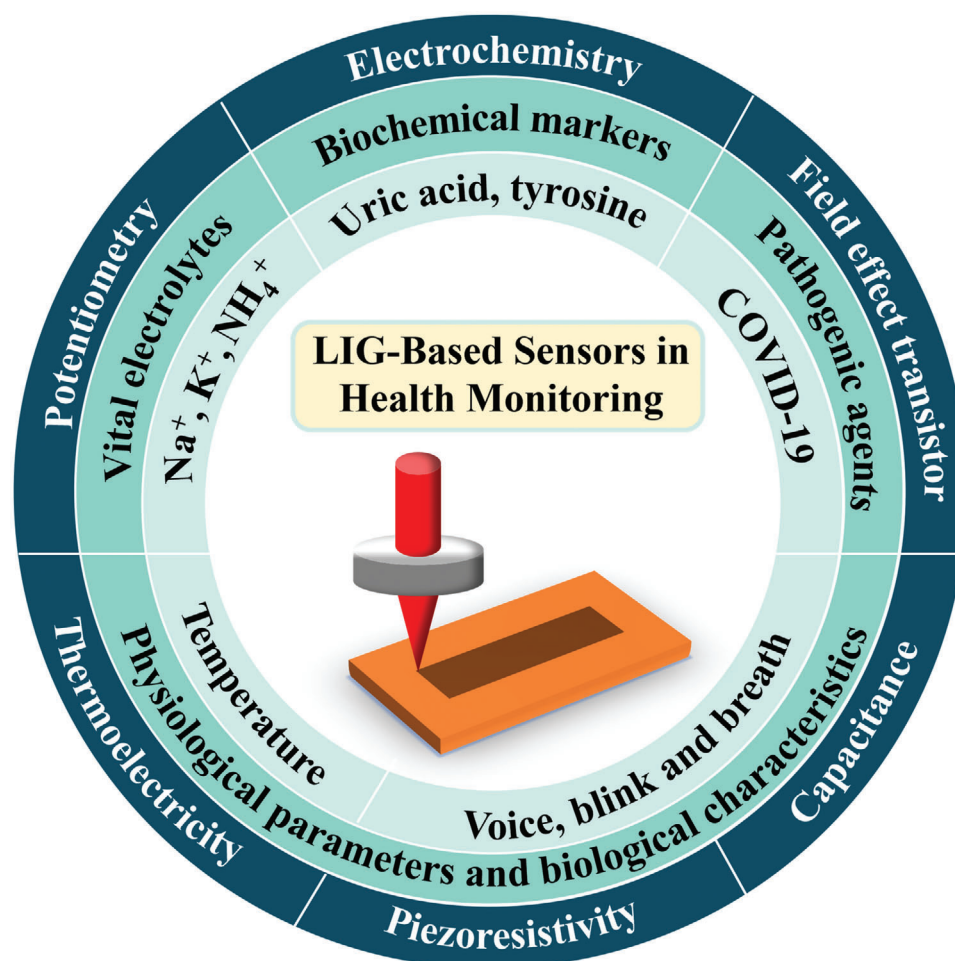 Electrochemistry
Field effect transistor
Capacitance
Piezoresistivity
Thermoelectricity
Potentiometry
Biochemical markers
Pathogenic agents
Physiological parameters and biological characteristics
Vital electrolytes
Uric acid, tyrosine
COVID-19
Voice, blink and breath
Temperature
Na⁺, K⁺, NH₄⁺
LIG-Based Sensors in
Health Monitoring